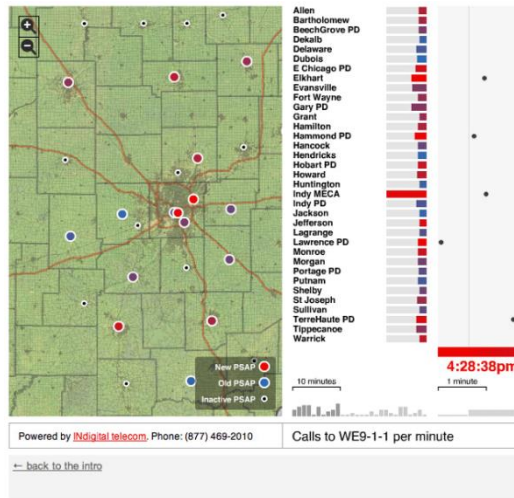 Allen
Bartholomew
BeechGrove PD
Dekalb
Delaware
Dubois
E Chicago PD
Elkhart
Evansville
Fort Wayne
Gary PD
Grant
Hamilton
Hammond PD
Hancock
Hendricks
Hobart PD
Howard
Huntington
Indy MECA
Indy PD
Jackson
Jefferson
Lagrange
Lawrence PD
Monroe
Morgan
Portage PD
Putnam
Shelby
St Joseph
Sullivan
TerreHaute PD
Tippecanoe
Warrick
New PSAP
Old PSAP
Inactive PSAP
4:28:38pm
10 minutes
1 minute
Powered by INdigital telecom. Phone: (877) 469-2010
Calls to WE9-1-1 per minute
← back to the intro